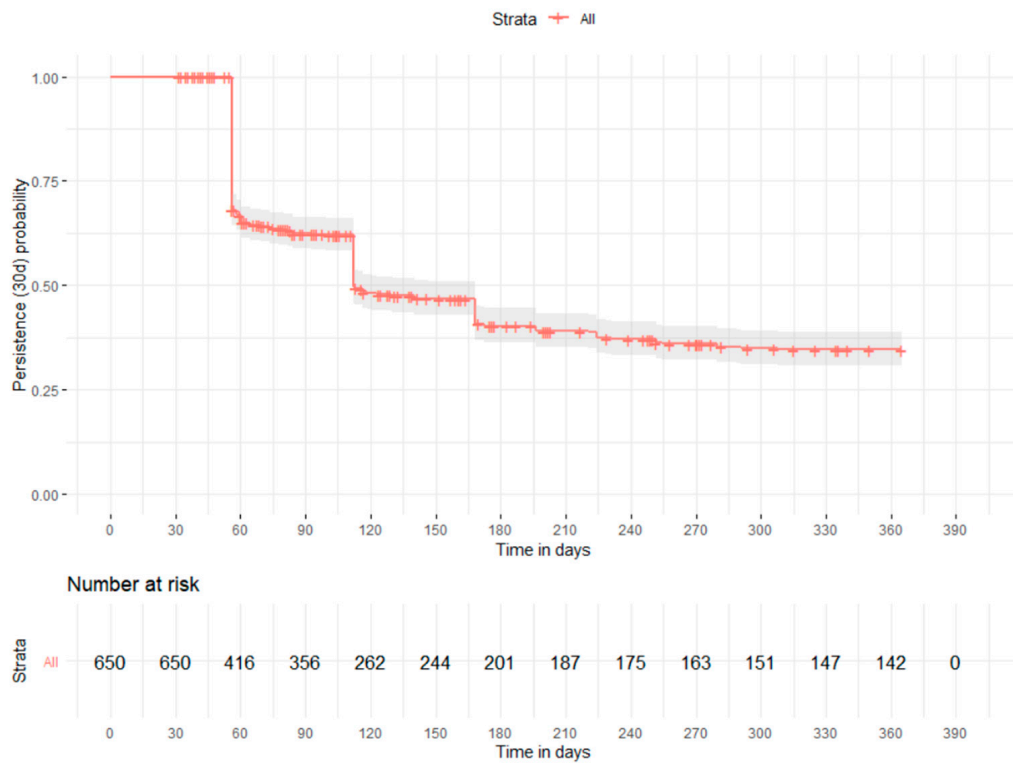 Strata All
1.00
0.75
0.50
0.25
0.00
Persistence (30d) probability
0 30 60 90 120 150 180 210 240 270 300 330 360 390
Time in days
Number at risk
Strata
All 650 650 416 356 262 244 201 187 175 163 151 147 142 0
0 30 60 90 120 150 180 210 240 270 300 330 360 390
Time in days